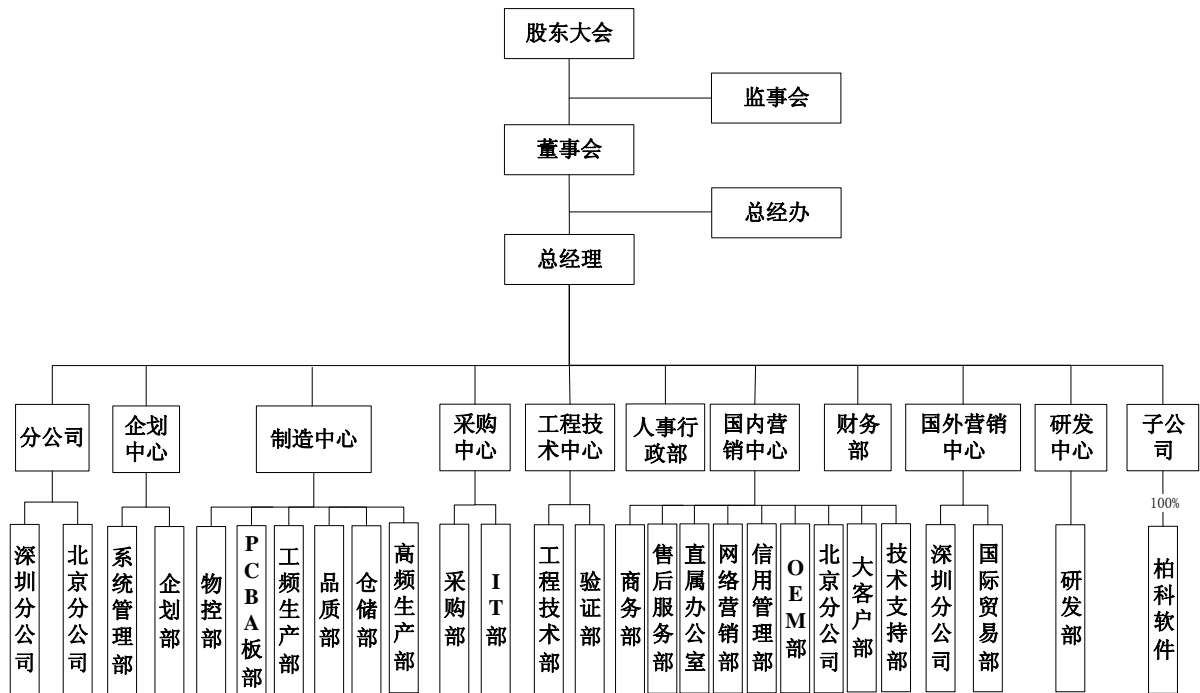 股东大会
监事会
董事会
总经办
总经理
分公司
企划
中心
制造中心
采购
中心
工程技
术中心
人事行
政部
国内营
销中心
财务
部
国外营销
中心
研发中
心
子公
司
100%
深圳分公司
北京分公司
系统管理部
企划部
物控部
PCBA板部
工频生产部
品质部
仓储部
高频生产部
采购部
IT部
工程技术部
验证部
商务部
售后服务部
直属办公室
网络营销部
信用管理部
OEM部
北京分公司
大客户部
技术支持部
深圳分公司
国际贸易部
研发部
柏科软件